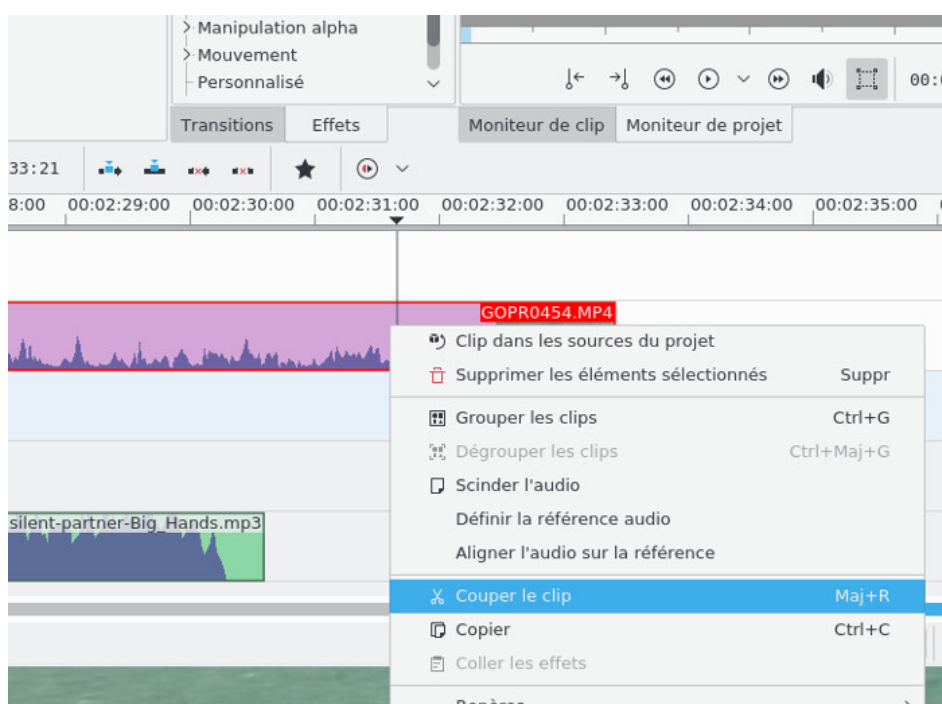 Manipulation alpha
Mouvement
Personnalisé
Transitions Effets
Moniteur de clip Moniteur de projet
33:21
8:00 00:02:29:00 00:02:30:00 00:02:31:00 00:02:32:00 00:02:33:00 00:02:34:00 00:02:35:00
GOPR0454.MP4
Clip dans les sources du projet
Supprimer les éléments sélectionnés Suppr
Grouper les clips Ctrl+G
Dégrouper les clips Ctrl+Maj+G
Scinder l'audio
silent-partner-Big_Hands.mp3
Définir la référence audio
Aligner l'audio sur la référence
Couper le clip Maj+R
Copier Ctrl+C
Coller les effets